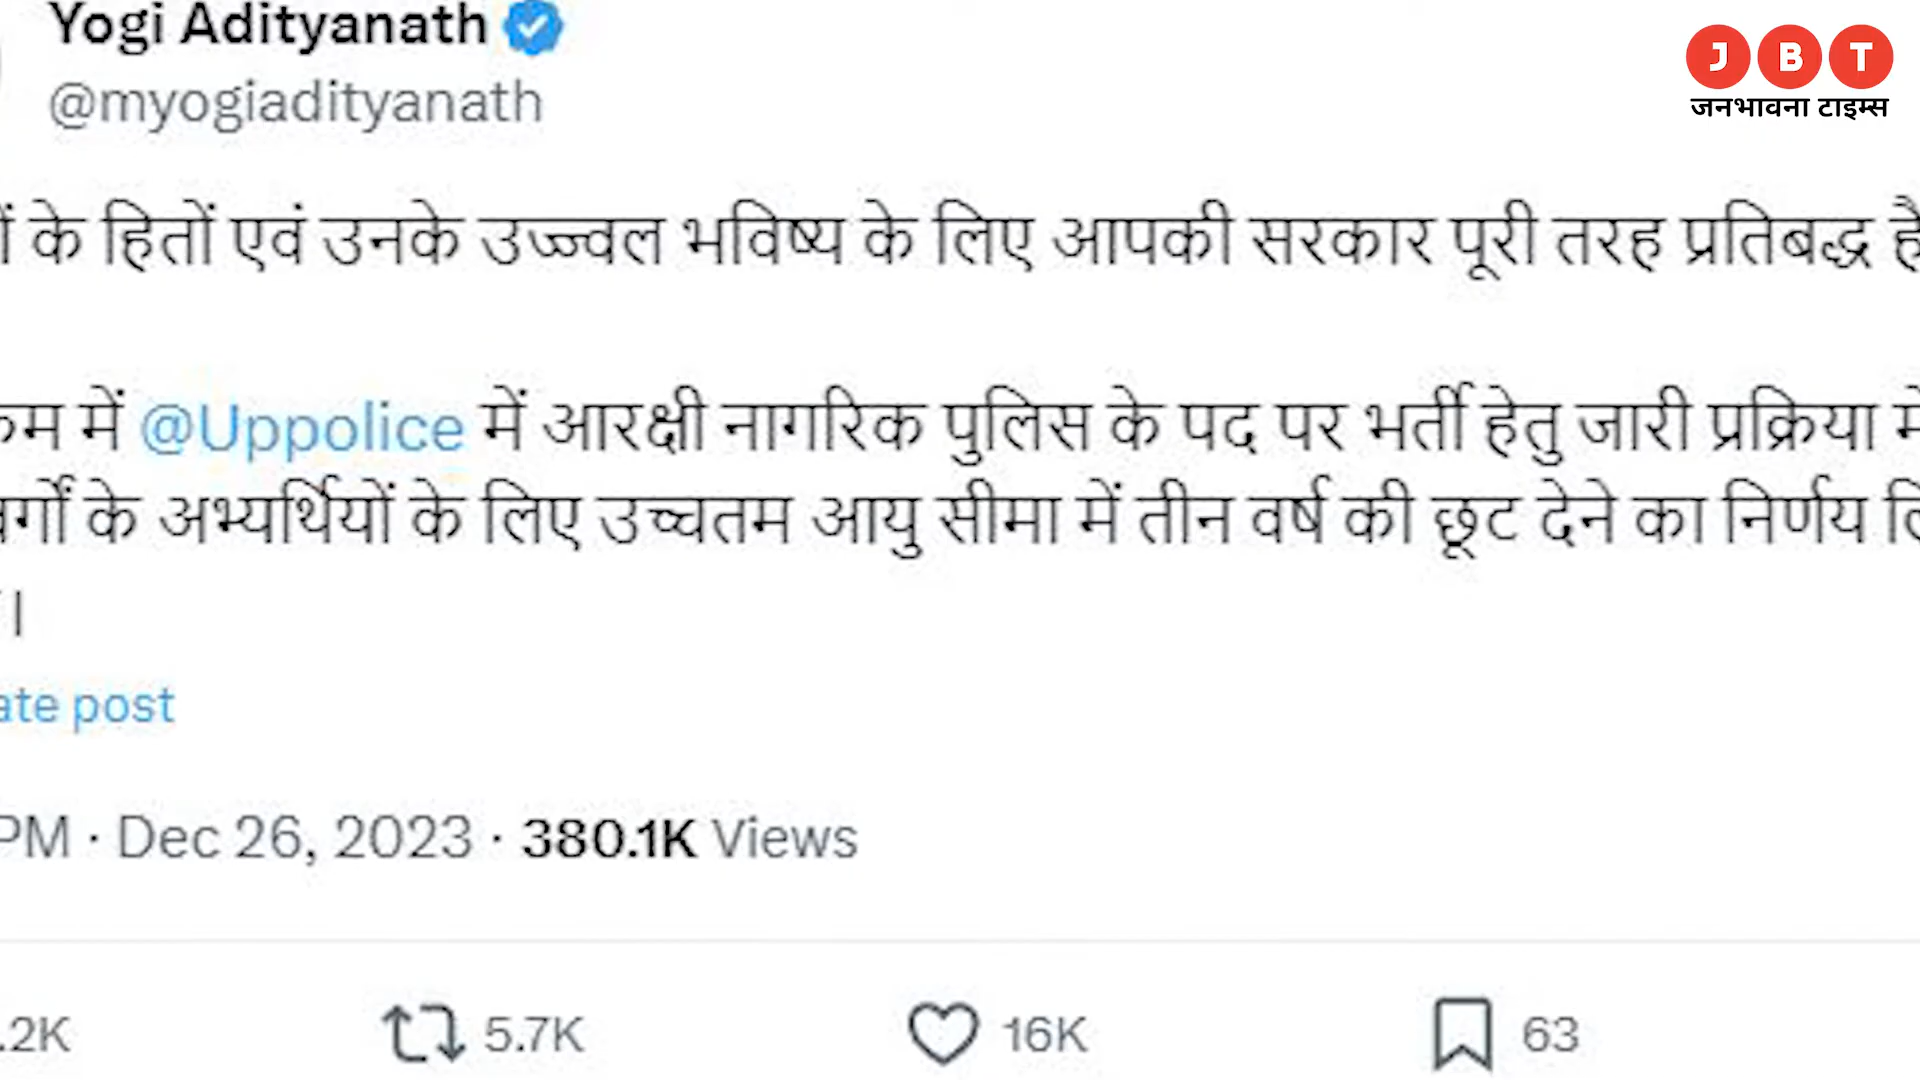 Yogi Adityanath
@myogiadityanath
J B T
जनभावना टाइम्स
के हितों एवं उनके उज्ज्वल भविष्य के लिए आपकी सरकार पूरी तरह प्रतिबद्ध है
में @Uppolice में आरक्षी नागरिक पुलिस के पद पर भर्ती हेतु जारी प्रक्रिया में
के अभ्यर्थियों के लिए उच्चतम आयु सीमा में तीन वर्ष की छूट देने का निर्णय
।
ate post
PM · Dec 26, 2023 · 380.1K Views
.2K 5.7K 16K 63